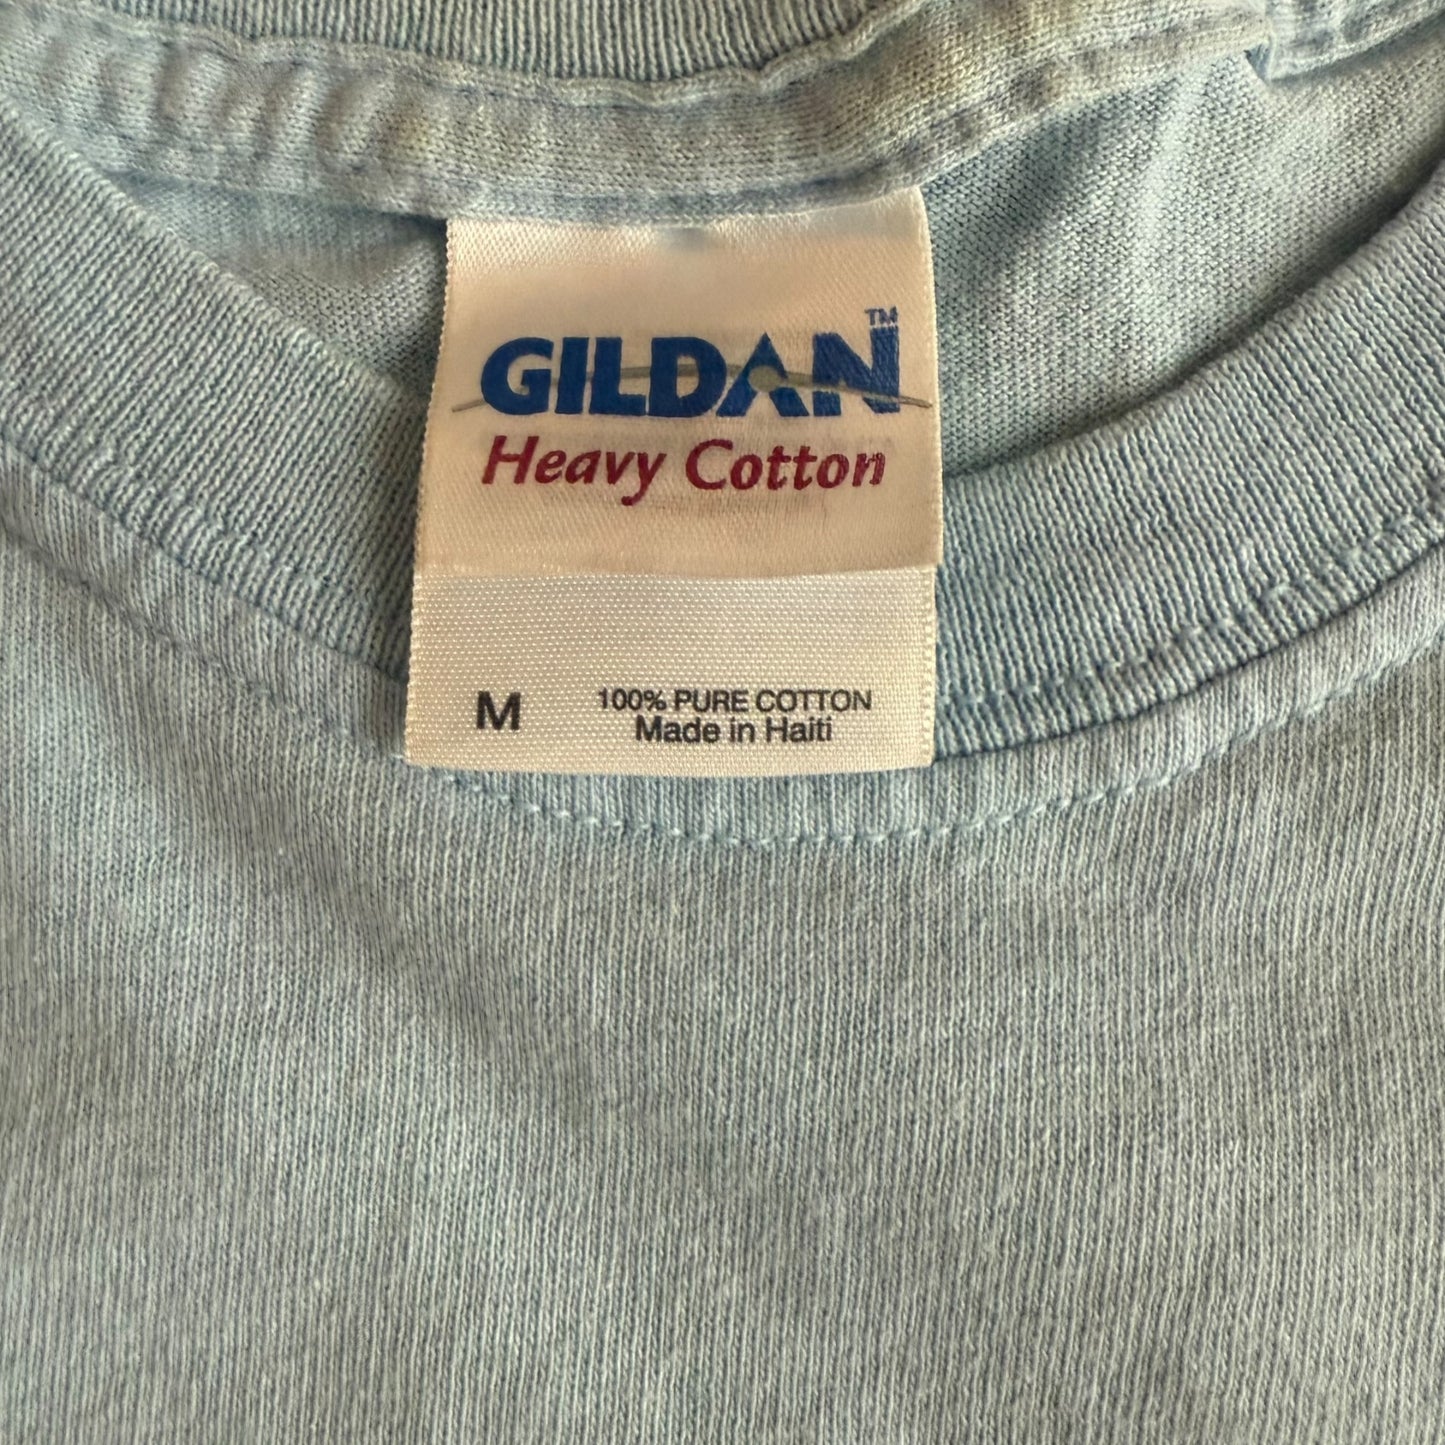 GILDAN™
Heavy Cotton
M 100% PURE COTTON
Made in Haiti